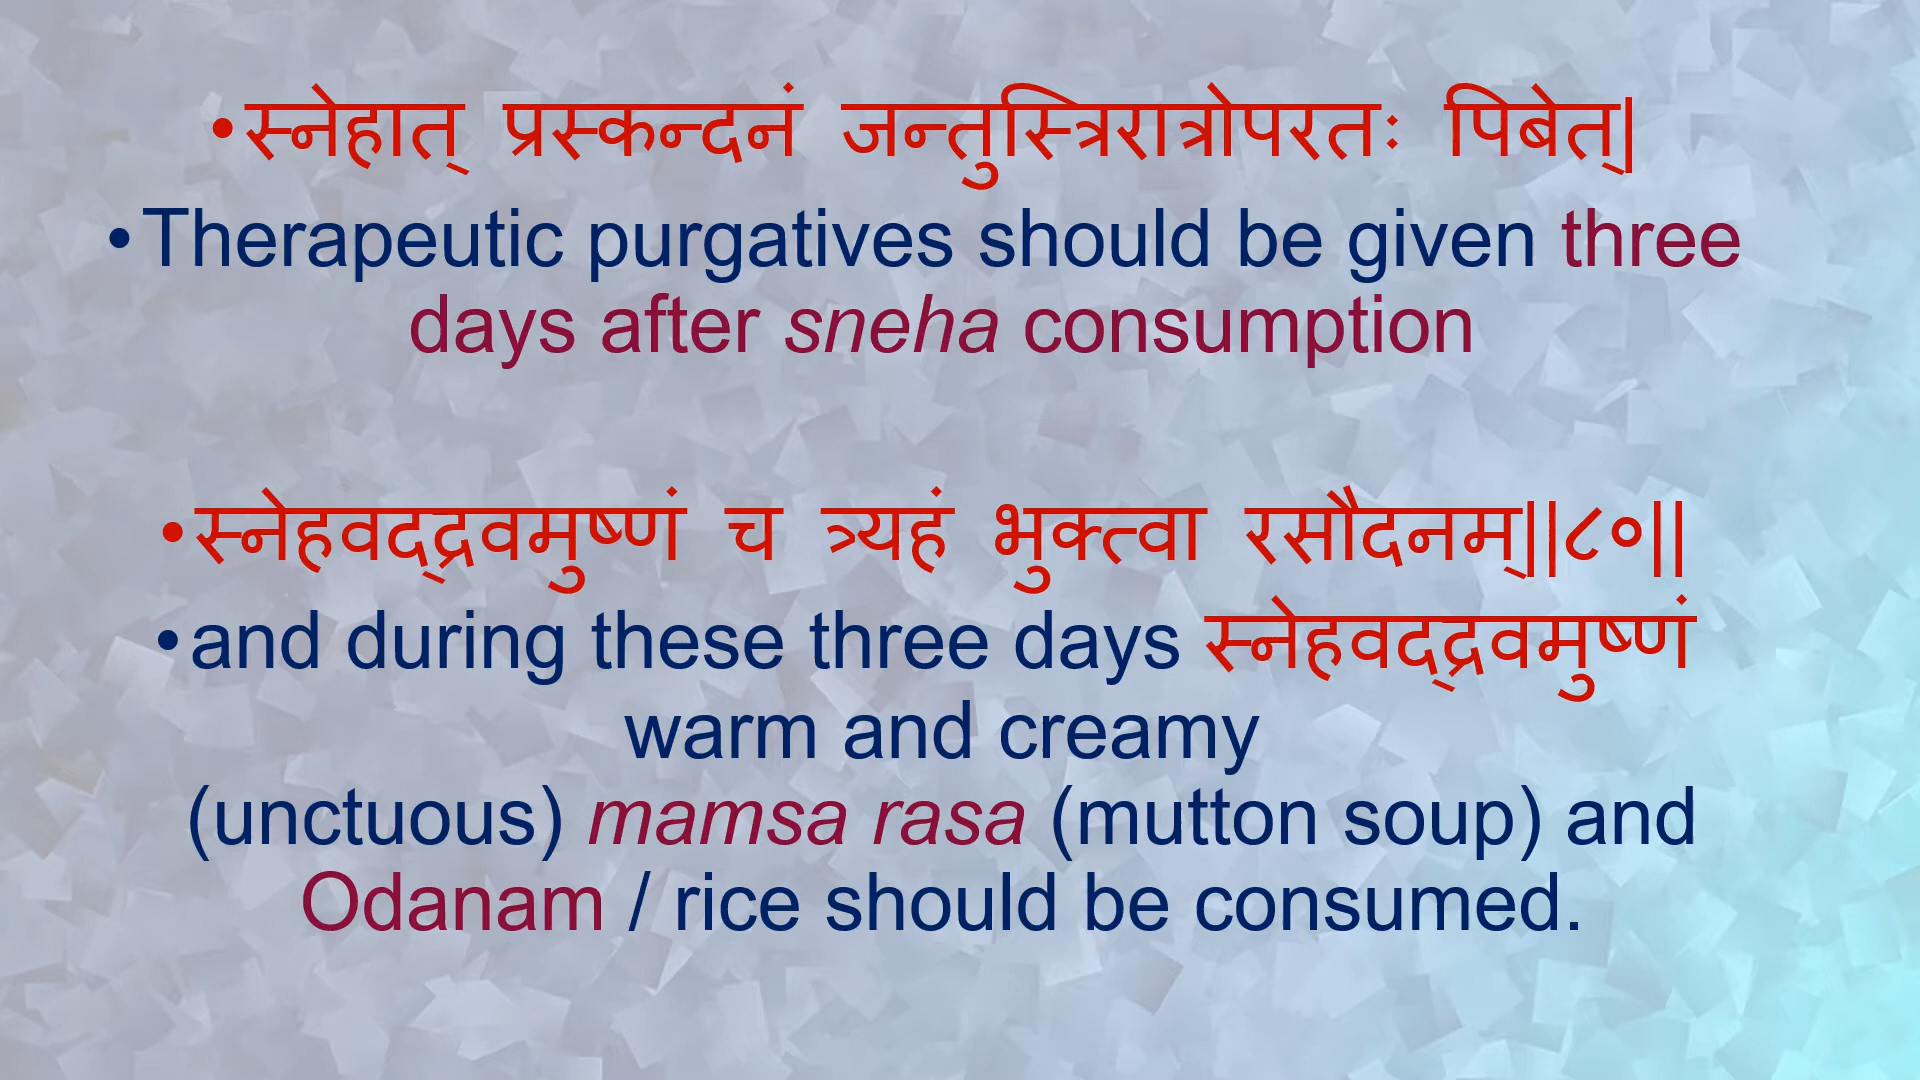 •स्नेहात् प्रस्कन्दनं जन्तुस्त्रिरात्रोपरतः पिबेत्|
•Therapeutic purgatives should be given three
days after sneha consumption
•स्नेहवद्द्रवमुष्णं च त्र्यहं भुक्त्वा रसौदनम्||८०||
•and during these three days स्नेहवद्द्रवमुष्णं
warm and creamy
(unctuous) mamsa rasa (mutton soup) and
Odanam / rice should be consumed.